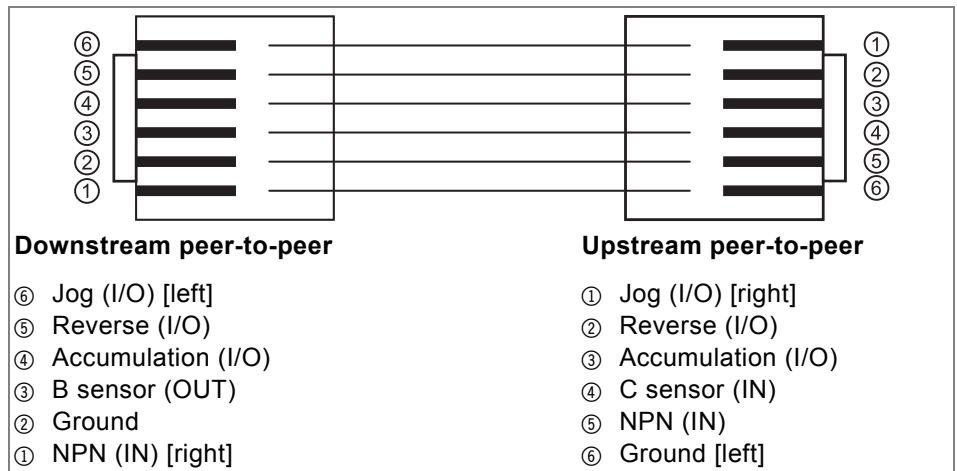 ⑥ ①
⑤ ②
④ ③
③ ④
② ⑤
① ⑥
Downstream peer-to-peer
⑥ Jog (I/O) [left]
⑤ Reverse (I/O)
④ Accumulation (I/O)
③ B sensor (OUT)
② Ground
① NPN (IN) [right]
Upstream peer-to-peer
① Jog (I/O) [right]
② Reverse (I/O)
③ Accumulation (I/O)
④ C sensor (IN)
⑤ NPN (IN)
⑥ Ground [left]